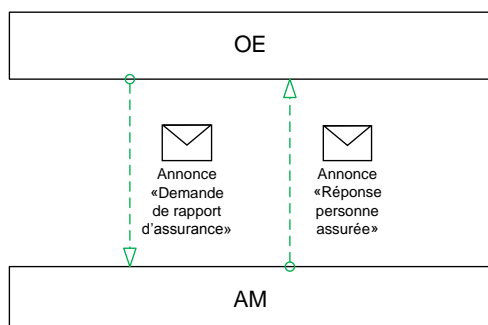 OE
Annonce
«Demande
de rapport
d’assurance»
Annonce
«Réponse
personne
assurée»
AM